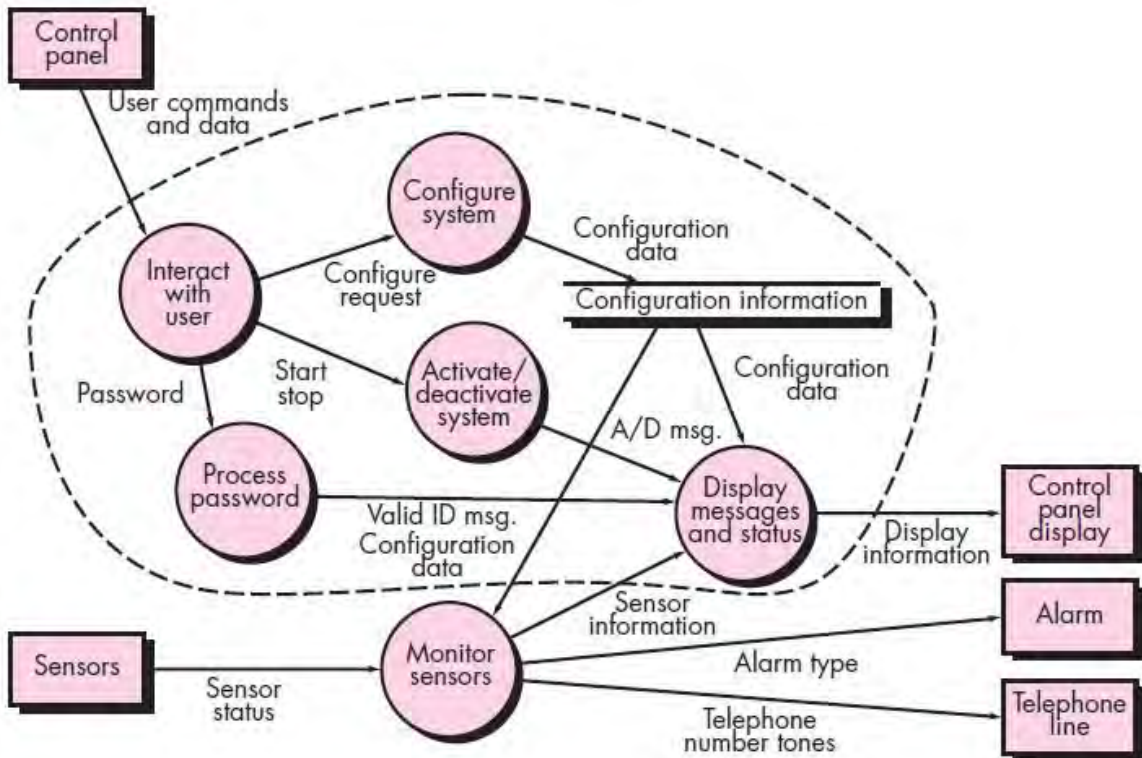 Control
panel
User commands
and data
Configure
system
Configuration
data
Interact
with
user
Configure
request
Configuration information
Password
Start
stop
Activate/
deactivate
system
Configuration
data
A/D msg.
Process
password
Valid ID msg.
Configuration
data
Display
messages
and status
Display
information
Control
panel
display
Sensors
Sensor
status
Monitor
sensors
Sensor
information
Alarm type
Alarm
Telephone
number tones
Telephone
line